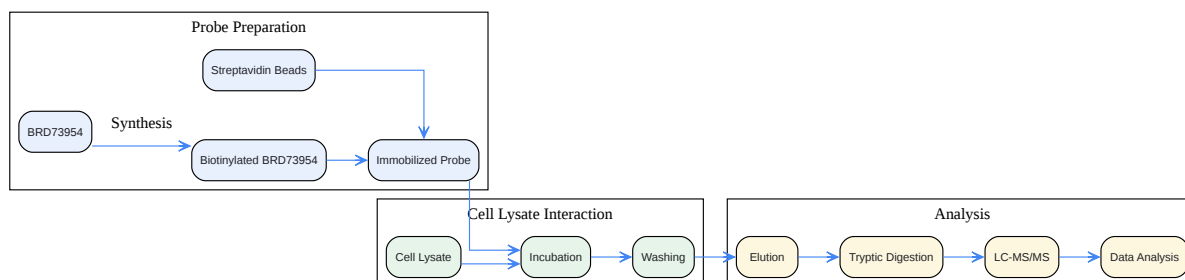 Probe Preparation
Streptavidin Beads
BRD73954
Synthesis
Biotinylated BRD73954
Immobilized Probe
Cell Lysate Interaction
Cell Lysate
Incubation
Washing
Analysis
Elution
Tryptic Digestion
LC-MS/MS
Data Analysis